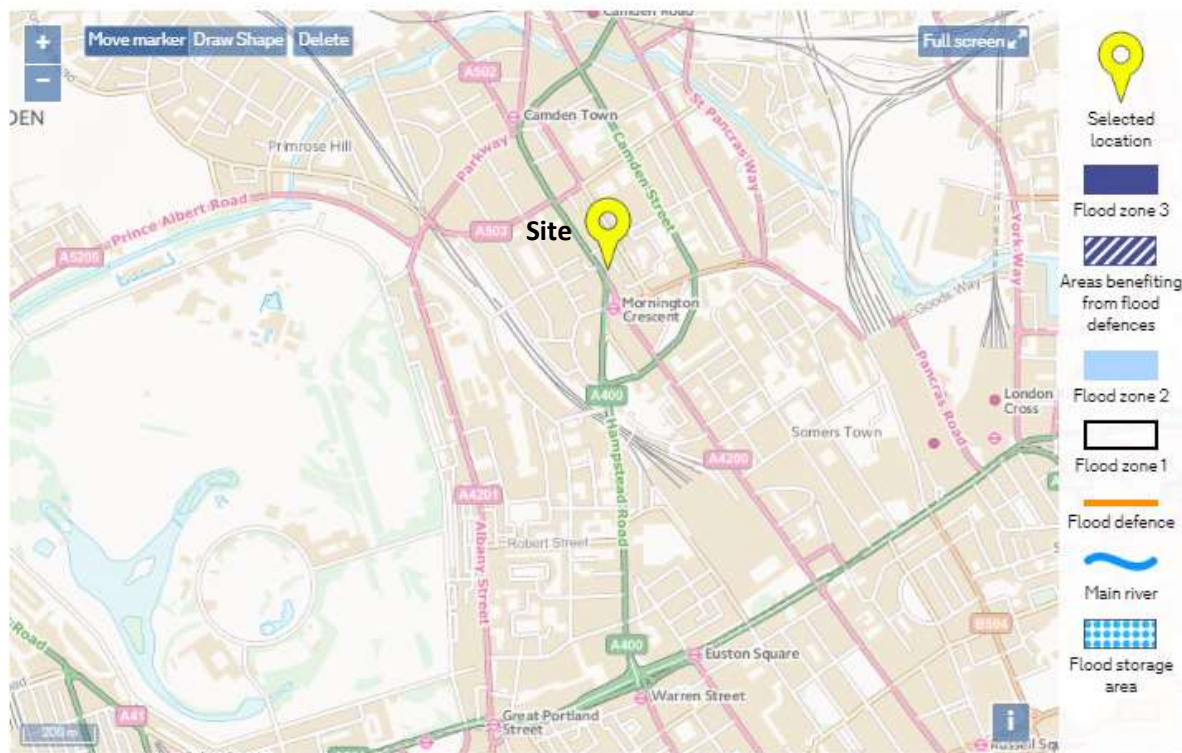 +
−
Move marker
Draw Shape
Delete
Full screen
Camden Road
A502
DEN
Camden Town
Primrose Hill
Parkway
Camden Street
St Pancras Way
York Way
Prince Albert Road
A5205
A503
Site
Mornington
Crescent
Goods Way
Pancras Road
A400
London
Cross
Somers Town
A4200
Hampstead Road
A4201
Albany Street
Robert Street
B504
A400
Euston Square
Warren Street
Great Portland
Street
Road
A41
200 m
i
Russell Squ
Selected
location
Flood zone 3
Areas benefiting
from flood
defences
Flood zone 2
Flood zone 1
Flood defence
Main river
Flood storage
area